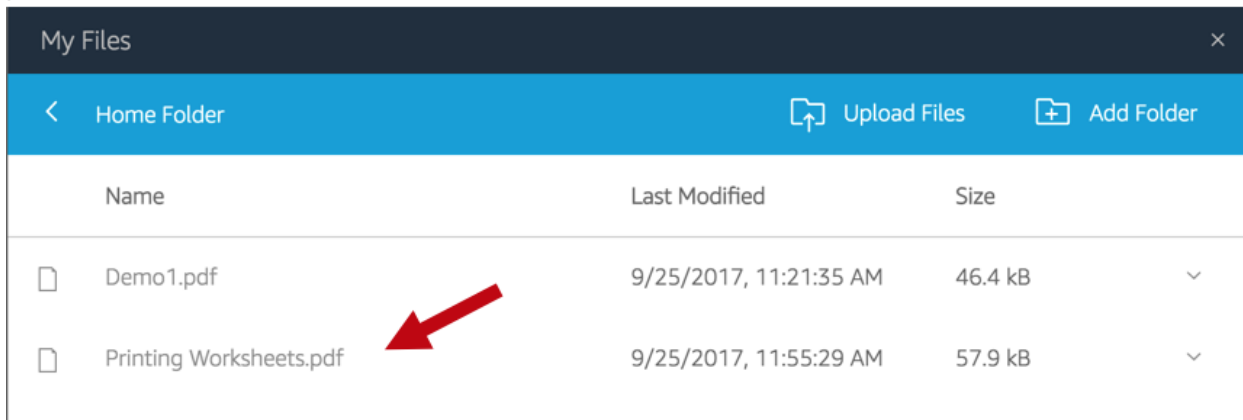 My Files ×
Home Folder Upload Files Add Folder
Name Last Modified Size
Demo1.pdf 9/25/2017, 11:21:35 AM 46.4 kB
Printing Worksheets.pdf 9/25/2017, 11:55:29 AM 57.9 kB